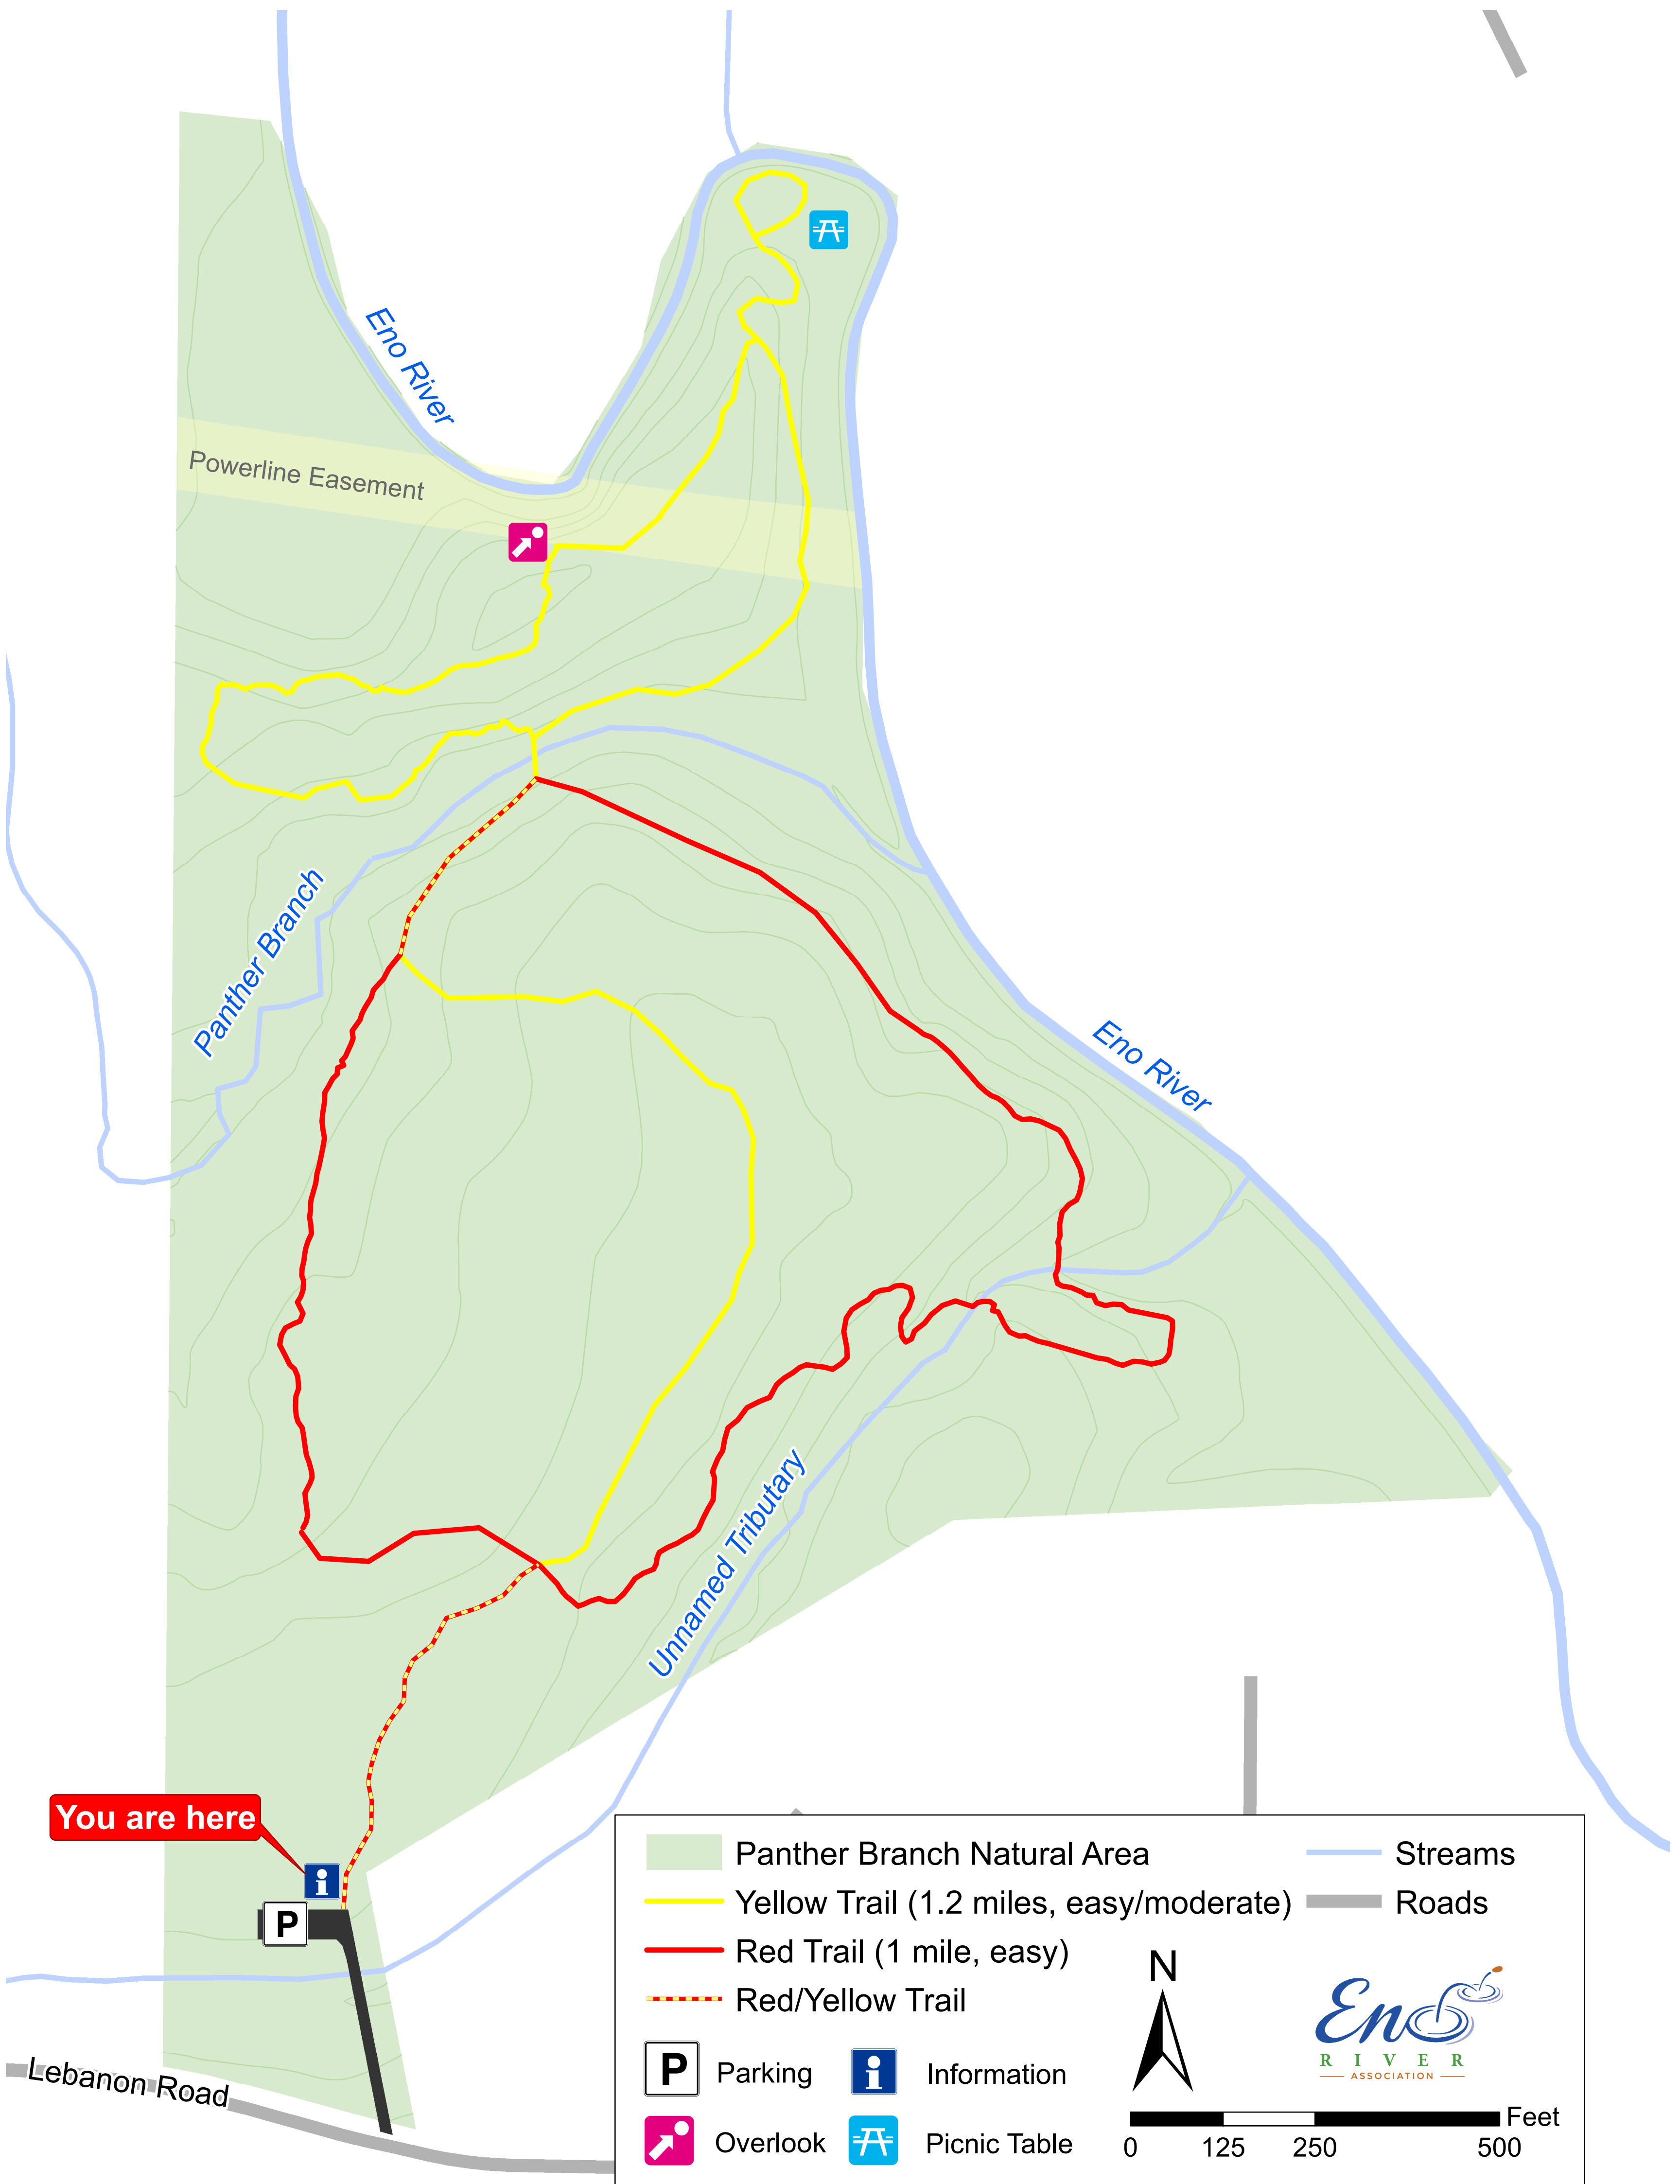 Eno River
Powerline Easement
Panther Branch
Eno River
Unnamed Tributary
You are here
i
P
Lebanon Road
Panther Branch Natural Area
Yellow Trail (1.2 miles, easy/moderate)
Red Trail (1 mile, easy)
Red/Yellow Trail
Streams
Roads
P Parking
i Information
Overlook
Picnic Table
N
Eno
RIVER
ASSOCIATION
Feet
0 125 250 500